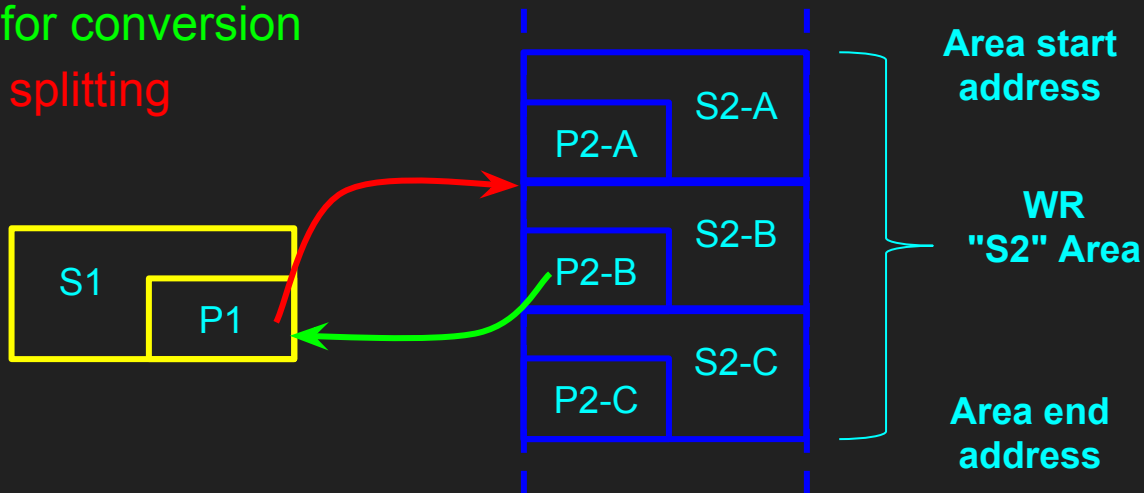 for conversion
splitting
Area start
address
S2-A
P2-A
WR
"S2" Area
S2-B
P2-B
S1
P1
S2-C
P2-C
Area end
address